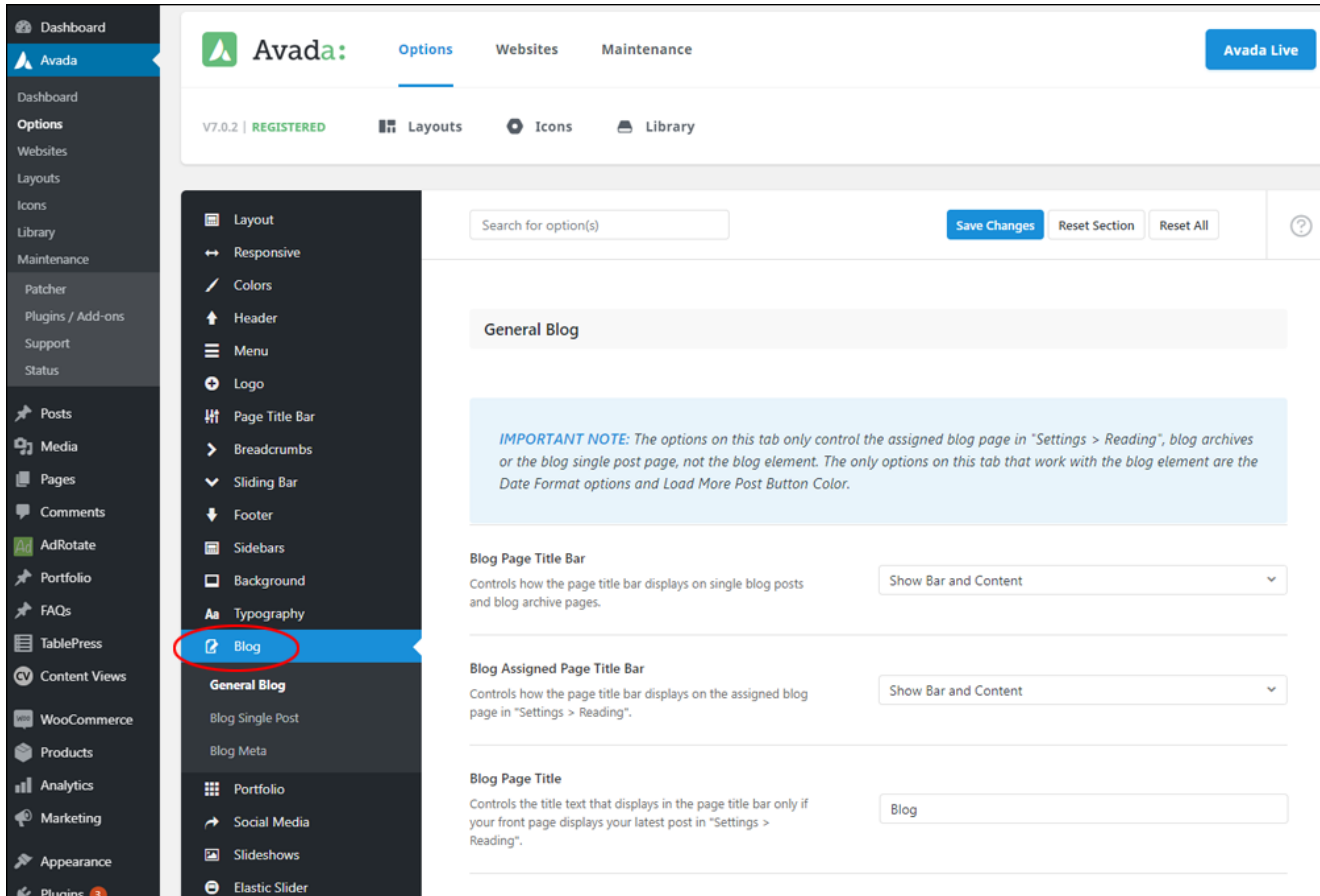 Dashboard
Avada
Dashboard
Options
Websites
Layouts
Icons
Library
Maintenance
Patcher
Plugins / Add-ons
Support
Status
Posts
Media
Pages
Comments
Ad AdRotate
Portfolio
FAQs
TablePress
CV Content Views
Woo WooCommerce
Products
Analytics
Marketing
Appearance
Plugins 3
Avada:
Options Websites Maintenance
Avada Live
V7.0.2 | REGISTERED
Layouts Icons Library
Layout
Responsive
Colors
Header
Menu
Logo
Page Title Bar
Breadcrumbs
Sliding Bar
Footer
Sidebars
Background
Aa Typography
Blog
General Blog
Blog Single Post
Blog Meta
Portfolio
Social Media
Slideshows
Elastic Slider
Search for option(s)
Save Changes Reset Section Reset All ?
General Blog
IMPORTANT NOTE: The options on this tab only control the assigned blog page in "Settings > Reading", blog archives
or the blog single post page, not the blog element. The only options on this tab that work with the blog element are the
Date Format options and Load More Post Button Color.
Blog Page Title Bar
Controls how the page title bar displays on single blog posts
and blog archive pages.
Show Bar and Content
Blog Assigned Page Title Bar
Controls how the page title bar displays on the assigned blog
page in "Settings > Reading".
Show Bar and Content
Blog Page Title
Controls the title text that displays in the page title bar only if
your front page displays your latest post in "Settings >
Reading".
Blog